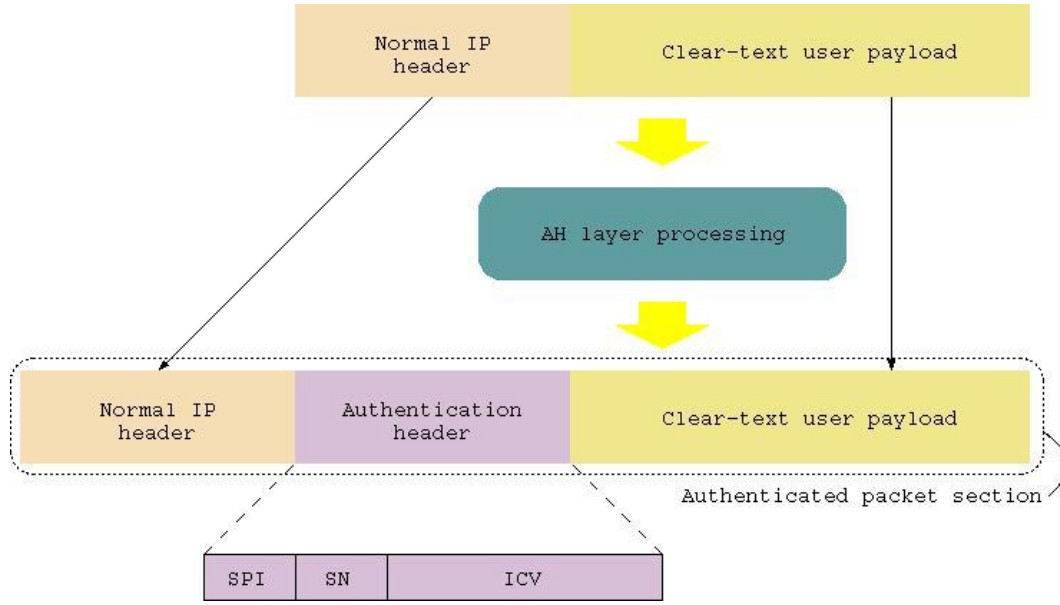 Normal IP
header
Clear-text user payload
AH layer processing
Normal IP
header
Authentication
header
Clear-text user payload
Authenticated packet section
SPI
SN
ICV